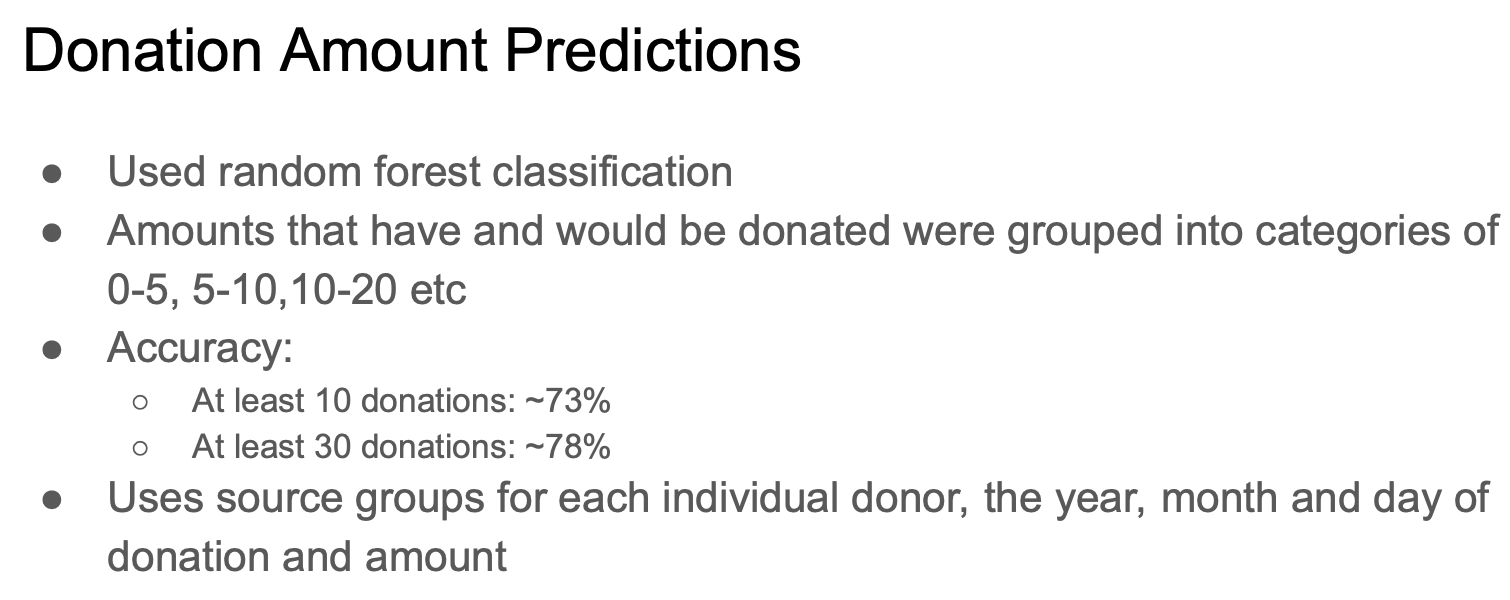 Donation Amount Predictions
● Used random forest classification
● Amounts that have and would be donated were grouped into categories of
0-5, 5-10,10-20 etc
● Accuracy:
○ At least 10 donations: ~73%
○ At least 30 donations: ~78%
● Uses source groups for each individual donor, the year, month and day of
donation and amount